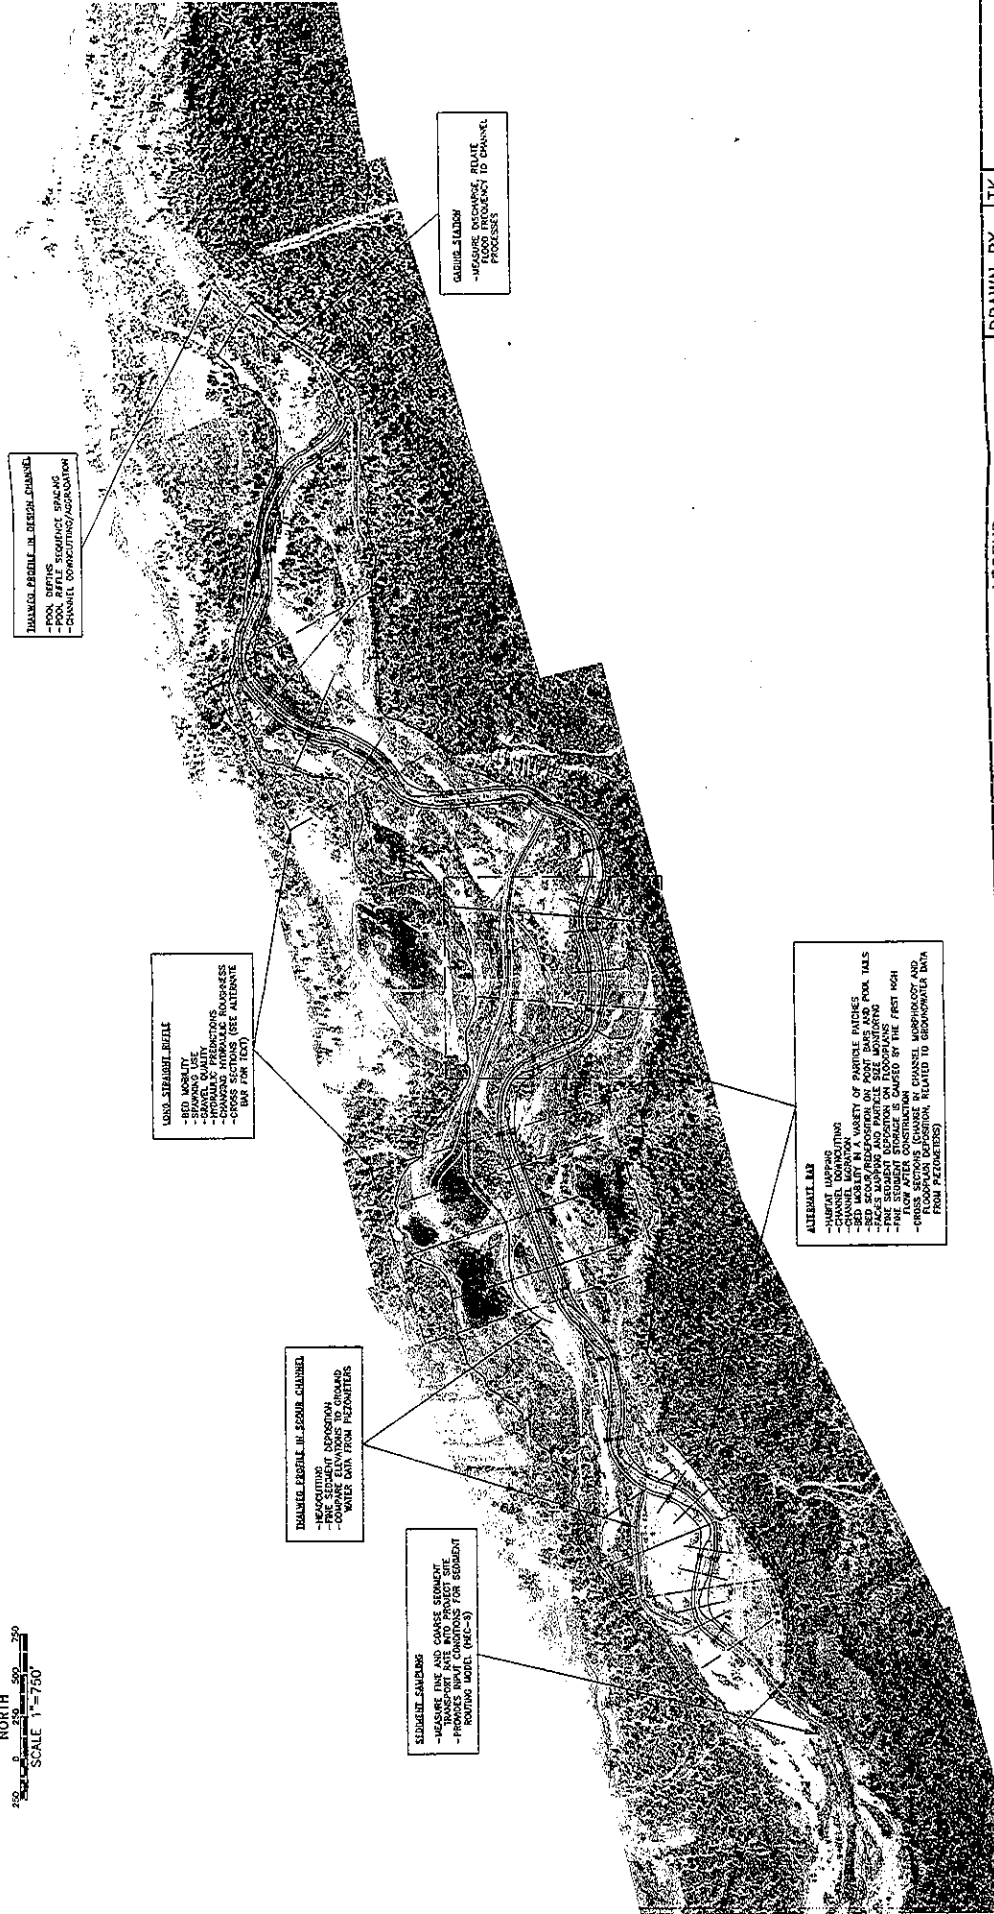 NORTH
250 0 250 500 750
SCALE 1"=750'
SEDIMENT SAMPLING
-MEASURE FINE AND COARSE SEDIMENT
TRANSPORT RATE INTO PROJECT SITE
-PROVIDES INPUT CONDITIONS FOR SEDIMENT
ROUTING MODEL (HEC-6)
THALWEG PROFILE IN SCOUR CHANNEL
-HEADCUTTING
-FINE SEDIMENT DEPOSITION
-COMPARE ELEVATIONS TO GROUND
WATER DATA FROM PIEZOMETERS
LONG STRAIGHT RIFFLE
-BED MOBILITY
-SPAWNING USE
-GRAVEL QUALITY
-HYDRAULIC PREDICTIONS
-CHANGING HYDRAULIC ROUGHNESS
-CROSS SECTIONS (SEE ALTERNATE
BAR FOR TEXT)
THALWEG PROFILE IN DESIGN CHANNEL
-POOL DEPTHS
-POOL RIFFLE SEQUENCE SPACING
-CHANNEL DOWNCUTTING/AGGRADATION
GAGING STATION
-MEASURE DISCHARGE, RELATE
FLOOD FREQUENCY TO CHANNEL
PROCESSES
ALTERNATE BAR
-HABITAT MAPPING
-CHANNEL DOWNCUTTING
-CHANNEL MIGRATION
-BED MOBILITY IN A VARIETY OF PARTICLE PATCHES
-BED SCOUR/REDEPOSITION ON POINT BARS AND POOL TAILS
-FACIES MAPPING AND PARTICLE SIZE MONITORING
-FINE SEDIMENT DEPOSITION ON FLOODPLAINS
-FINE SEDIMENT STORAGE IS CAUSED BY THE FIRST HIGH
FLOW AFTER CONSTRUCTION
-CROSS SECTIONS (CHANGE IN CHANNEL MORPHOLOGY AND
FLOODPLAIN DEPOSITION, RELATED TO GROUNDWATER DATA
FROM PIEZOMETERS)
DRAWN BY TK